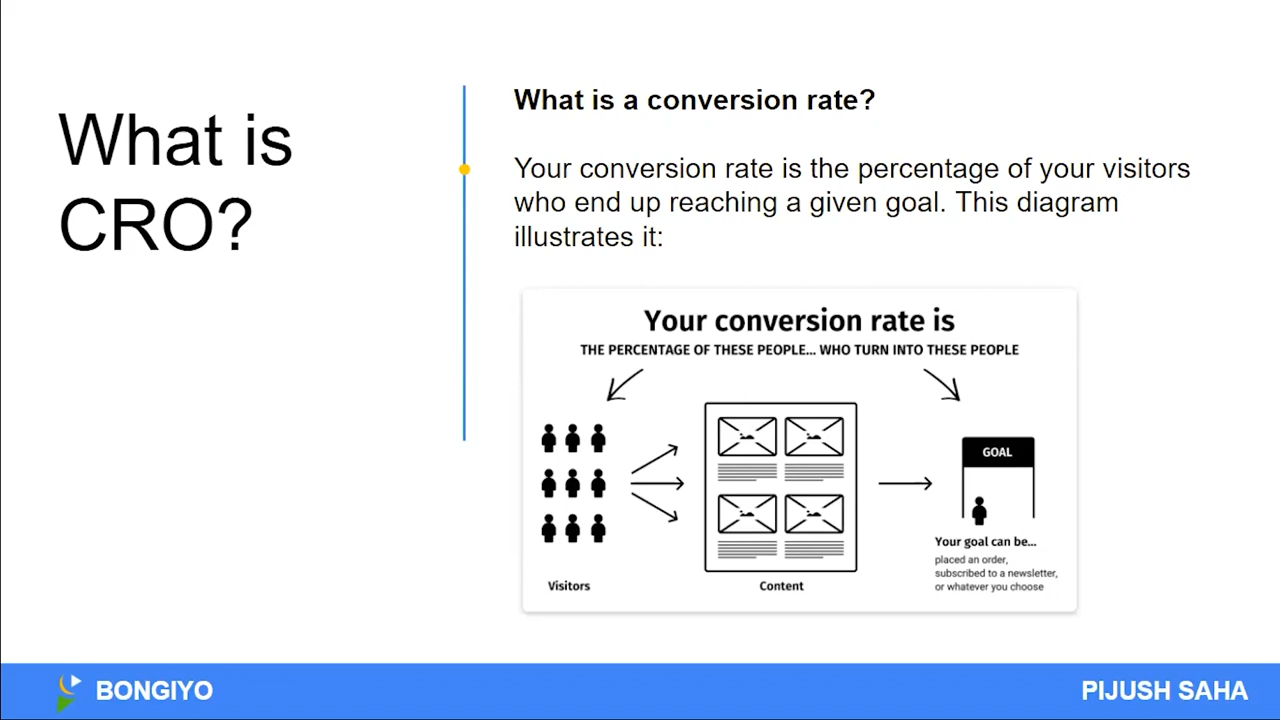 What is
CRO?
What is a conversion rate?
Your conversion rate is the percentage of your visitors
who end up reaching a given goal. This diagram
illustrates it:
Your conversion rate is
THE PERCENTAGE OF THESE PEOPLE... WHO TURN INTO THESE PEOPLE
GOAL
Your goal can be...
placed an order,
subscribed to a newsletter,
or whatever you choose
Visitors
Content
BONGIYO
PIJUSH SAHA